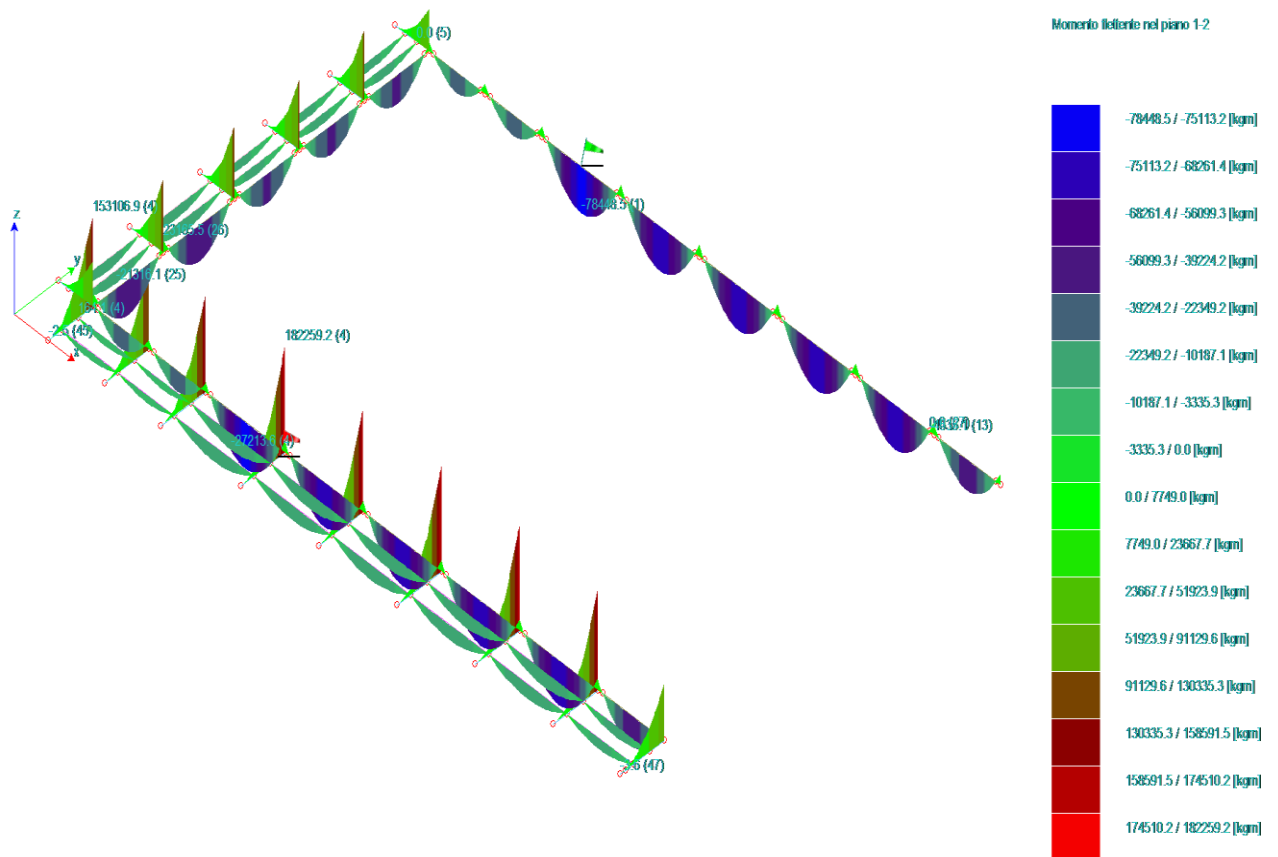 Momento flettente nel piano 1-2
0.0 (5)
-78448.5 / -75113.2 [kgm]
-75113.2 / -68261.4 [kgm]
-78448.5 (1)
153106.9 (4)
-68261.4 / -56099.3 [kgm]
z
y
-56099.3 / -39224.2 [kgm]
-39224.2 / -22349.2 [kgm]
x
182259.2 (4)
-22349.2 / -10187.1 [kgm]
-10187.1 / -3335.3 [kgm]
(13)
-3335.3 / 0.0 [kgm]
0.0 / 7749.0 [kgm]
7749.0 / 23667.7 [kgm]
23667.7 / 51923.9 [kgm]
51923.9 / 91129.6 [kgm]
91129.6 / 130335.3 [kgm]
130335.3 / 158591.5 [kgm]
(47)
158591.5 / 174510.2 [kgm]
174510.2 / 182259.2 [kgm]